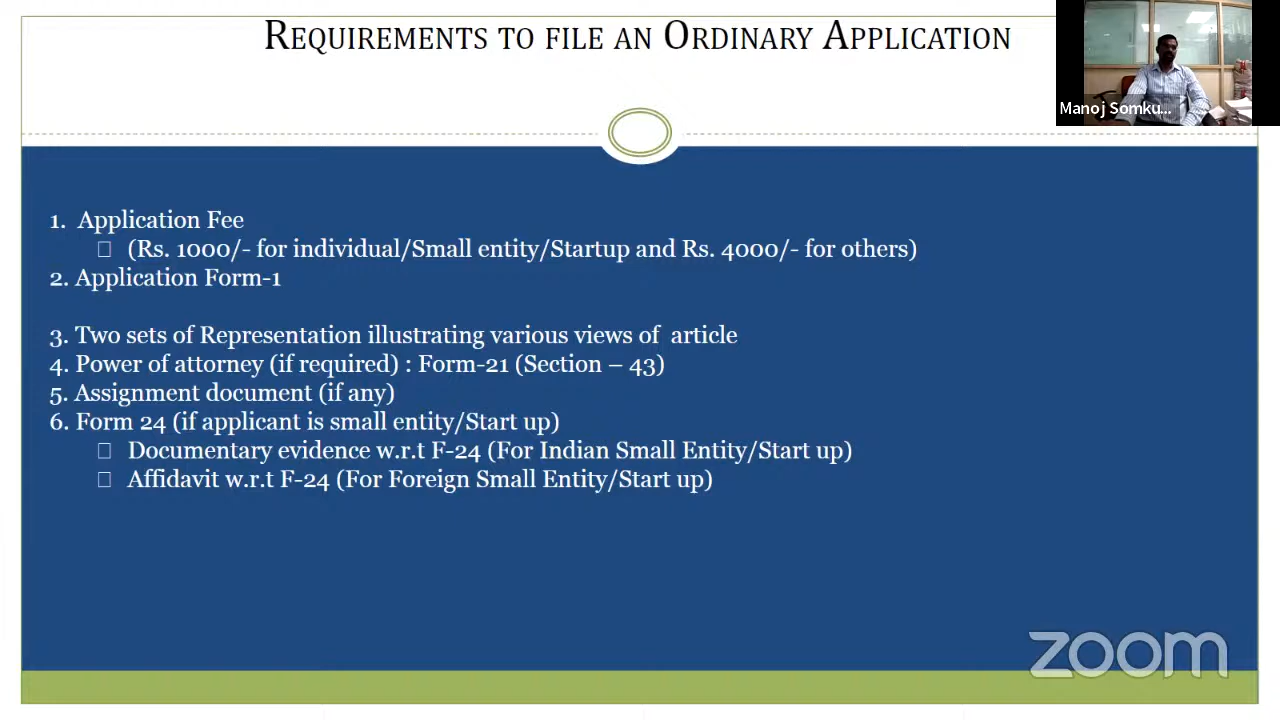 REQUIREMENTS TO FILE AN ORDINARY APPLICATION
Manoj Somku...
1. Application Fee
(Rs. 1000/- for individual/Small entity/Startup and Rs. 4000/- for others)
2. Application Form-1
3. Two sets of Representation illustrating various views of article
4. Power of attorney (if required) : Form-21 (Section – 43)
5. Assignment document (if any)
6. Form 24 (if applicant is small entity/Start up)
Documentary evidence w.r.t F-24 (For Indian Small Entity/Start up)
Affidavit w.r.t F-24 (For Foreign Small Entity/Start up)
zoom